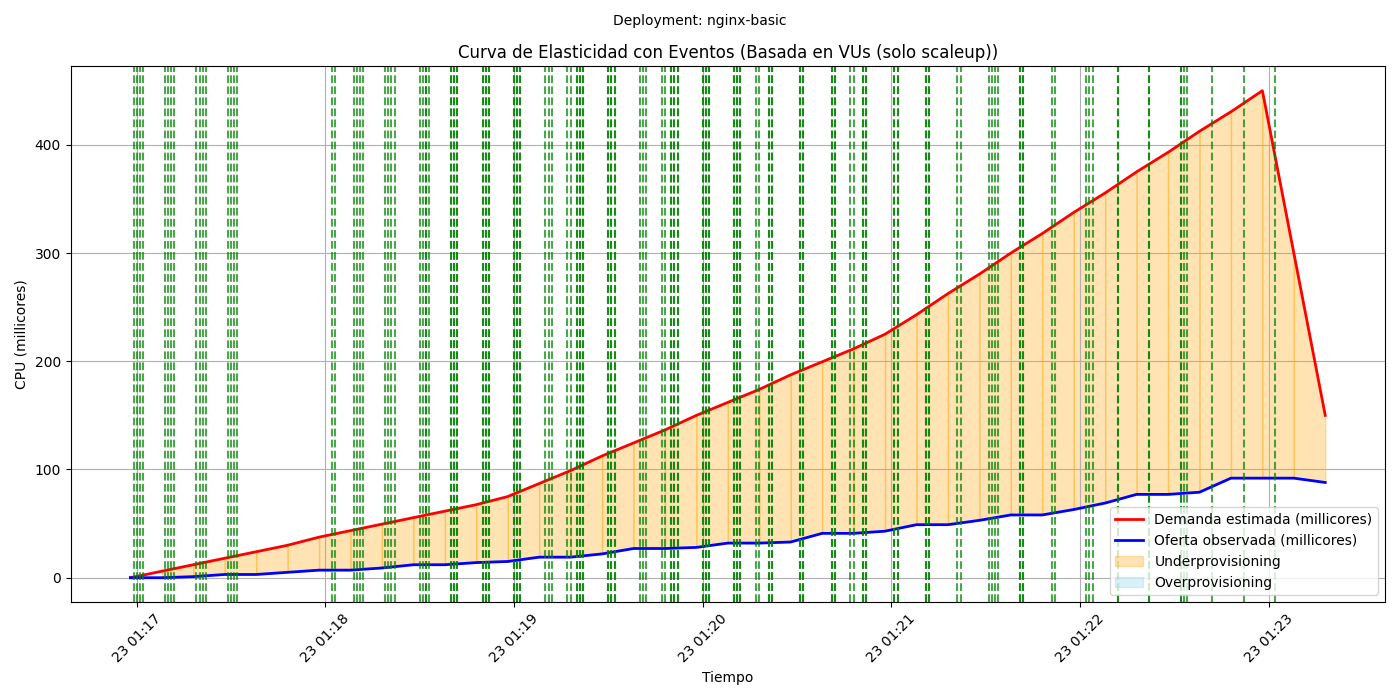 Deployment: nginx-basic
Curva de Elasticidad con Eventos (Basada en VUs (solo scaleup))
CPU (millicores)
400
300
200
100
0
Demanda estimada (millicores)
Oferta observada (millicores)
Underprovisioning
Overprovisioning
23 01:17
23 01:18
23 01:19
23 01:20
23 01:21
23 01:22
23 01:23
Tiempo